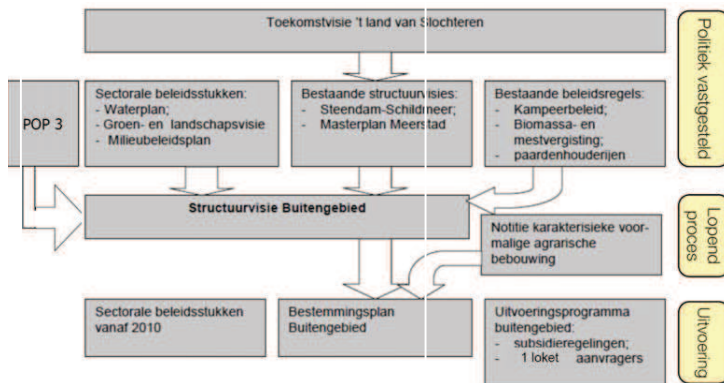 Toekomstvisie 't land van Slochteren
Politiek vastgesteld
POP 3
Sectorale beleidsstukken:
- Waterplan;
- Groen- en landschapsvisie
- Milieubeleidsplan
Bestaande structuurvisies:
- Steendam-Schildmeer;
- Masterplan Meerstad
Bestaande beleidsregels:
- Kampeerbeleid;
- Biomassa- en
mestvergisting;
- paardenhouderijen
Structuurvisie Buitengebied
Lopend
proces
Notitie karakterisieke voor-
malige agrarische
bebouwing
Sectorale beleidsstukken
vanaf 2010
Bestemmingsplan
Buitengebied
Uitvoeringsprogramma
buitengebied:
- subsidieregelingen;
- 1 loket aanvragers
Uitvoering